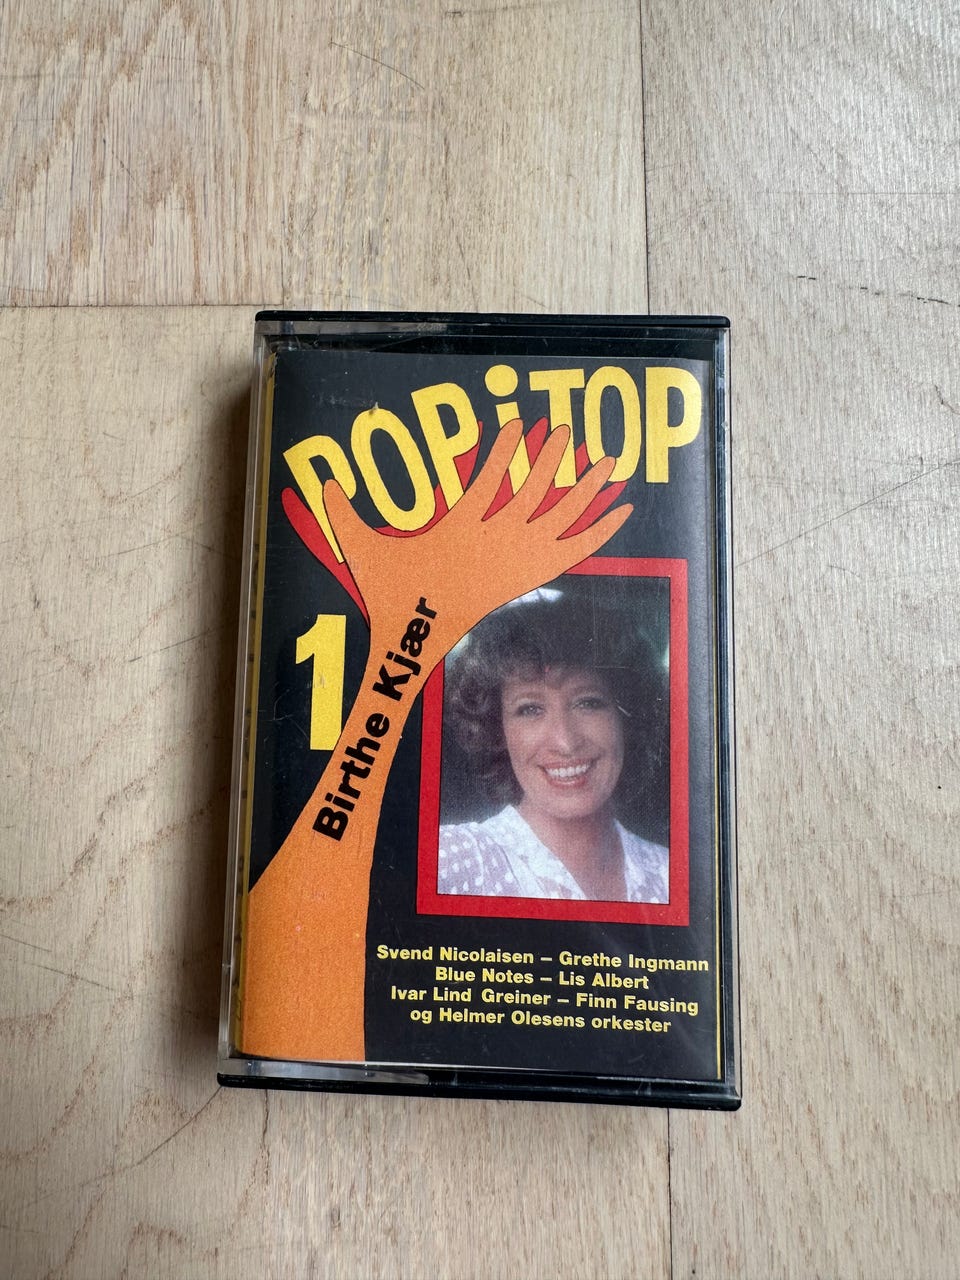 POP i TOP
1
Birthe Kjær
Svend Nicolaisen – Grethe Ingmann
Blue Notes – Lis Albert
Ivar Lind Greiner – Finn Fausing
og Helmer Olesens orkester